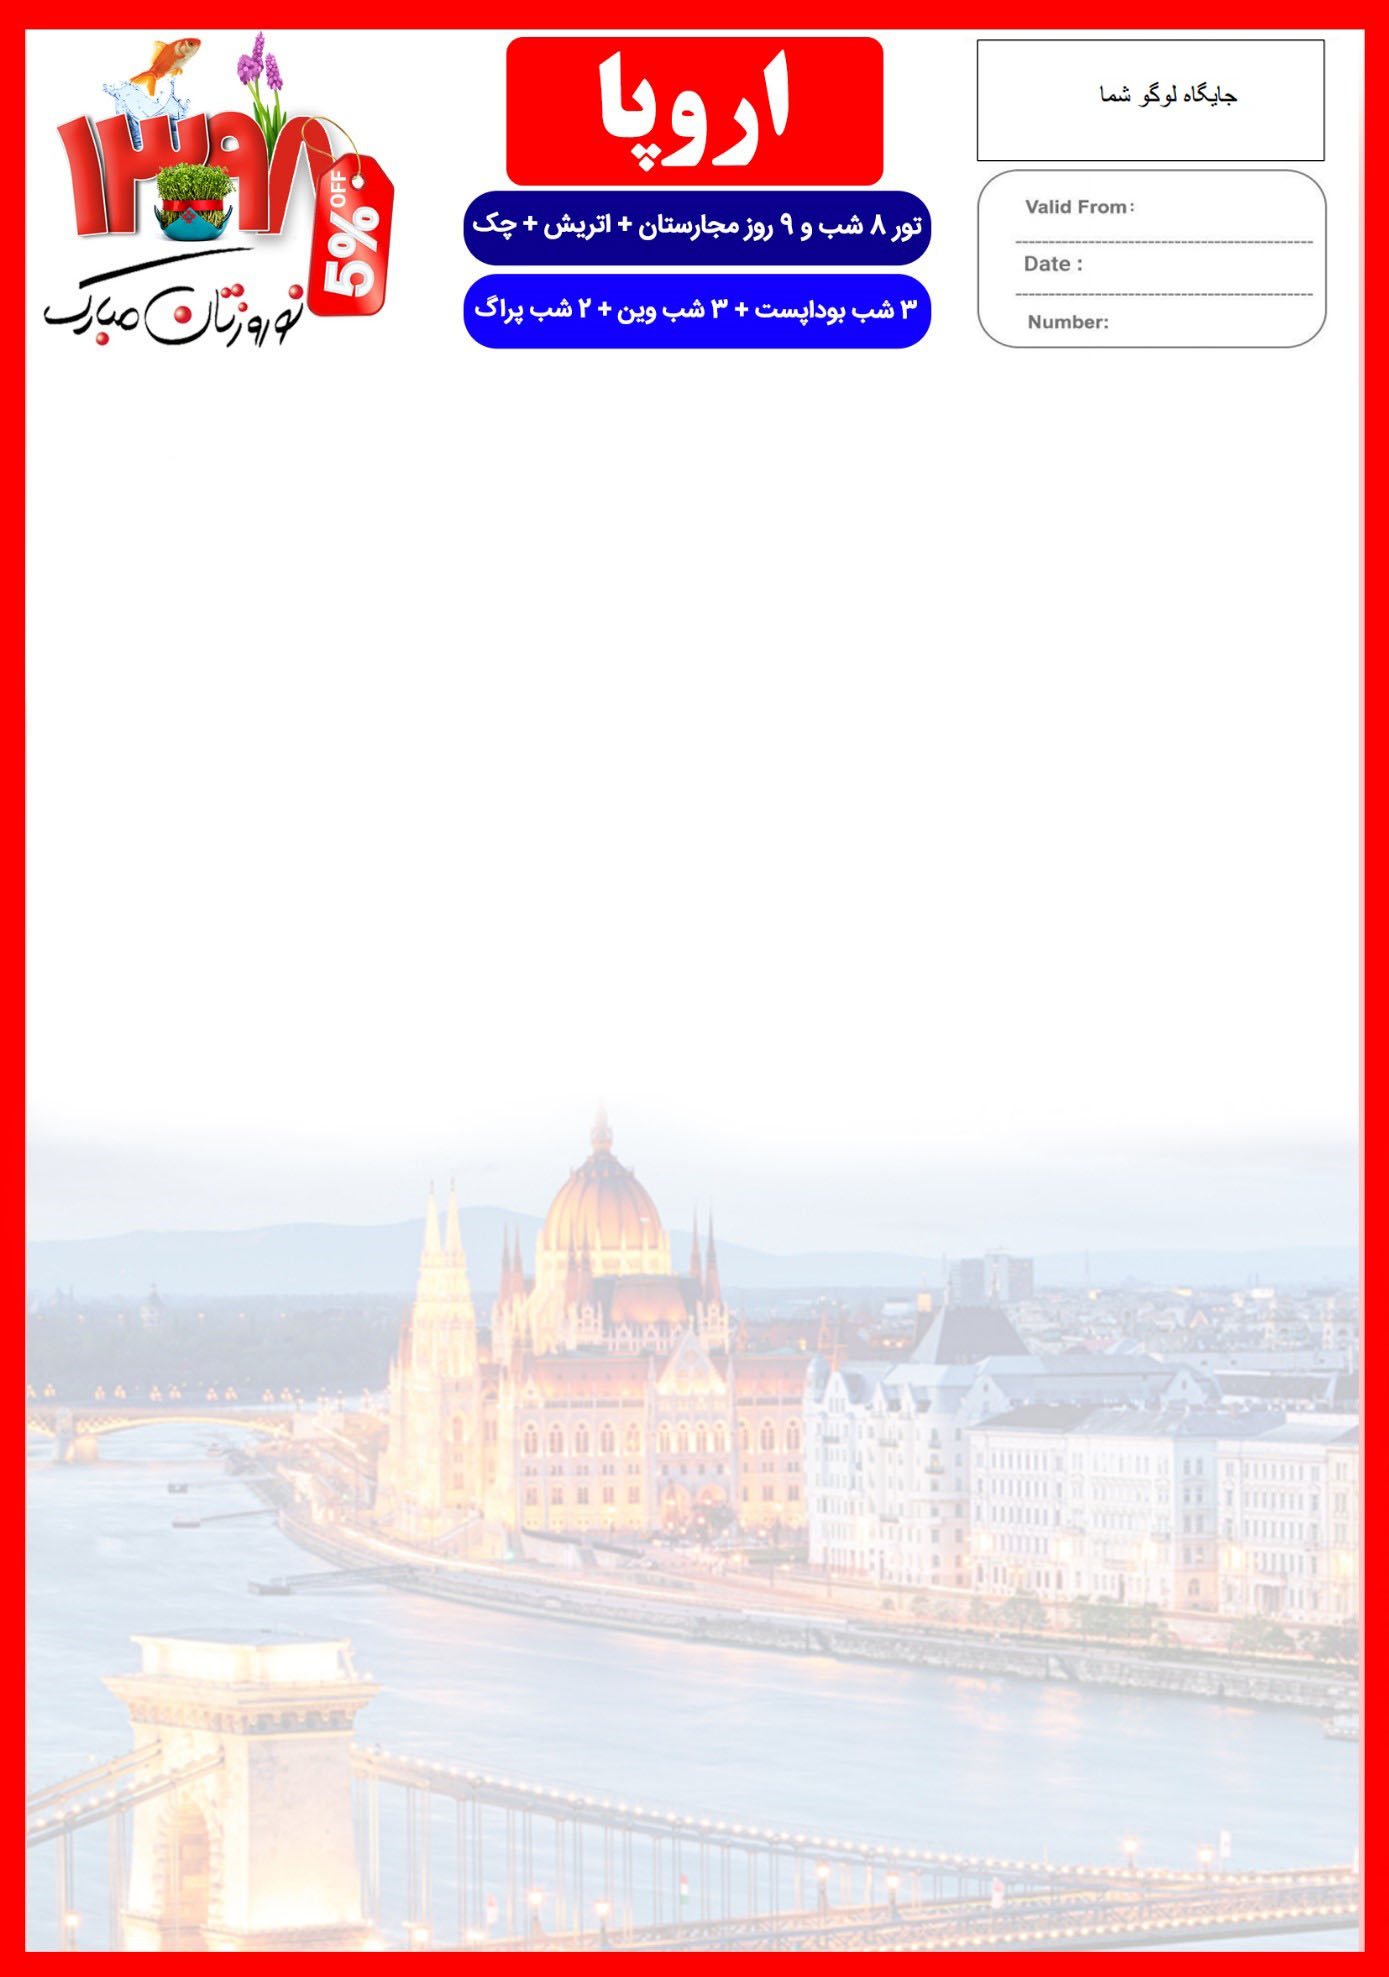 اروپا
جایگاه لوگو شما
۱۳۹۸
5% OFF
نوروزتان مبارک
تور ۸ شب و ۹ روز مجارستان + اتریش + چک
۳ شب بوداپست + ۳ شب وین + ۲ شب پراگ
Valid From:
Date :
Number: